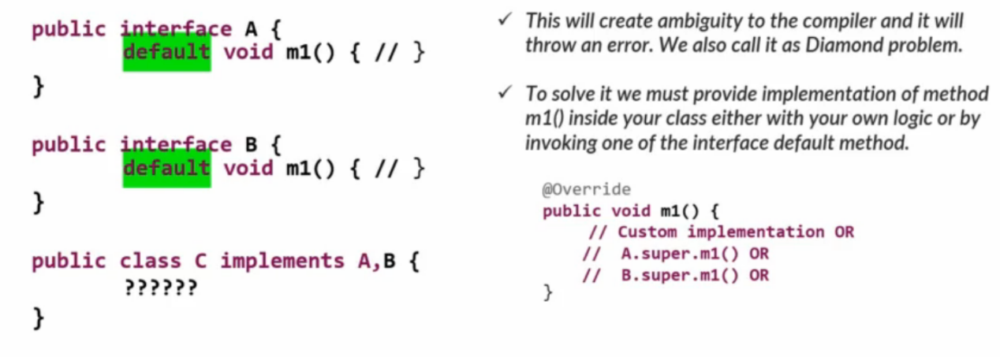 public interface A {
default void m1() { // }
}
public interface B {
default void m1() { // }
}
public class C implements A,B {
??????
}
✓ This will create ambiguity to the compiler and it will
throw an error. We also call it as Diamond problem.
✓ To solve it we must provide implementation of method
m1() inside your class either with your own logic or by
invoking one of the interface default method.
@Override
public void m1() {
// Custom implementation OR
// A.super.m1() OR
// B.super.m1() OR
}